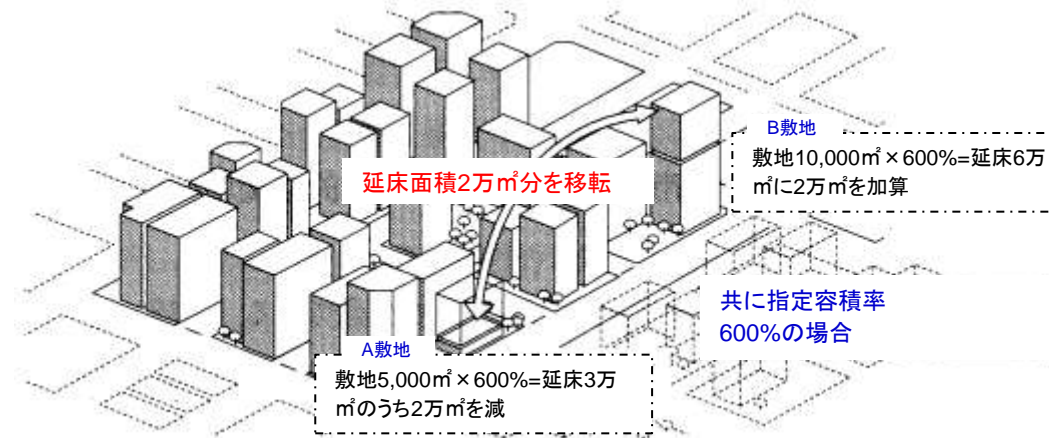 B敷地
敷地10,000㎡×600%=延床6万
㎡に2万㎡を加算
延床面積2万㎡分を移転
共に指定容積率
600%の場合
A敷地
敷地5,000㎡×600%=延床3万
㎡のうち2万㎡を減